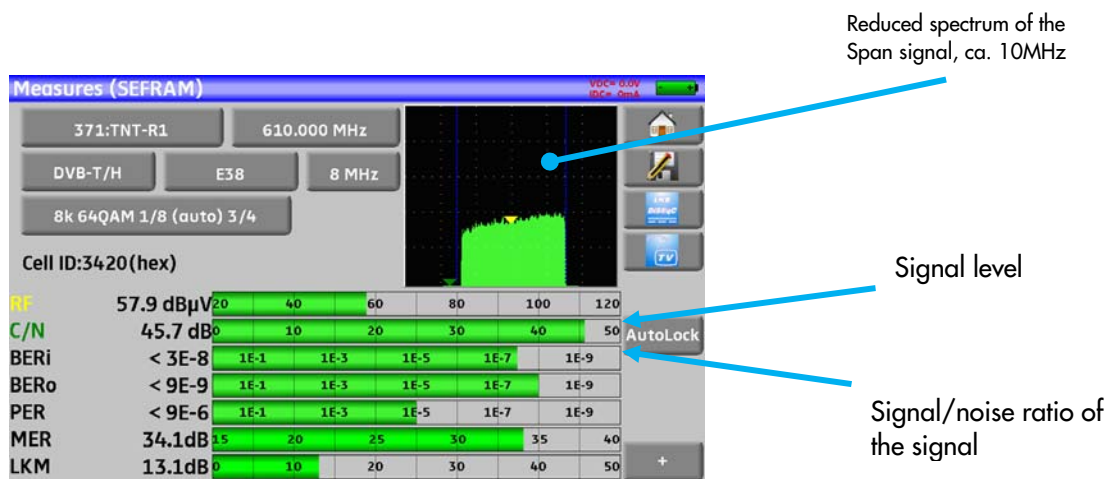 Reduced spectrum of the
Span signal, ca. 10MHz
Measures (SEFRAM)
VDC= 0.0V
IDC= 0mA
371:TNT-R1
610.000 MHz
DVB-T/H
E38
8 MHz
8k 64QAM 1/8 (auto) 3/4
Cell ID:3420(hex)
LNB
DiSEqC
TV
RF 57.9 dBµV 20 40 60 80 100 120
C/N 45.7 dB 0 10 20 30 40 50
BERi < 3E-8 1E-1 1E-3 1E-5 1E-7 1E-9
BERo < 9E-9 1E-1 1E-3 1E-5 1E-7 1E-9
PER < 9E-6 1E-1 1E-3 1E-5 1E-7 1E-9
MER 34.1dB 15 20 25 30 35 40
LKM 13.1dB 0 10 20 30 40 50
AutoLock
+
Signal level
Signal/noise ratio of
the signal